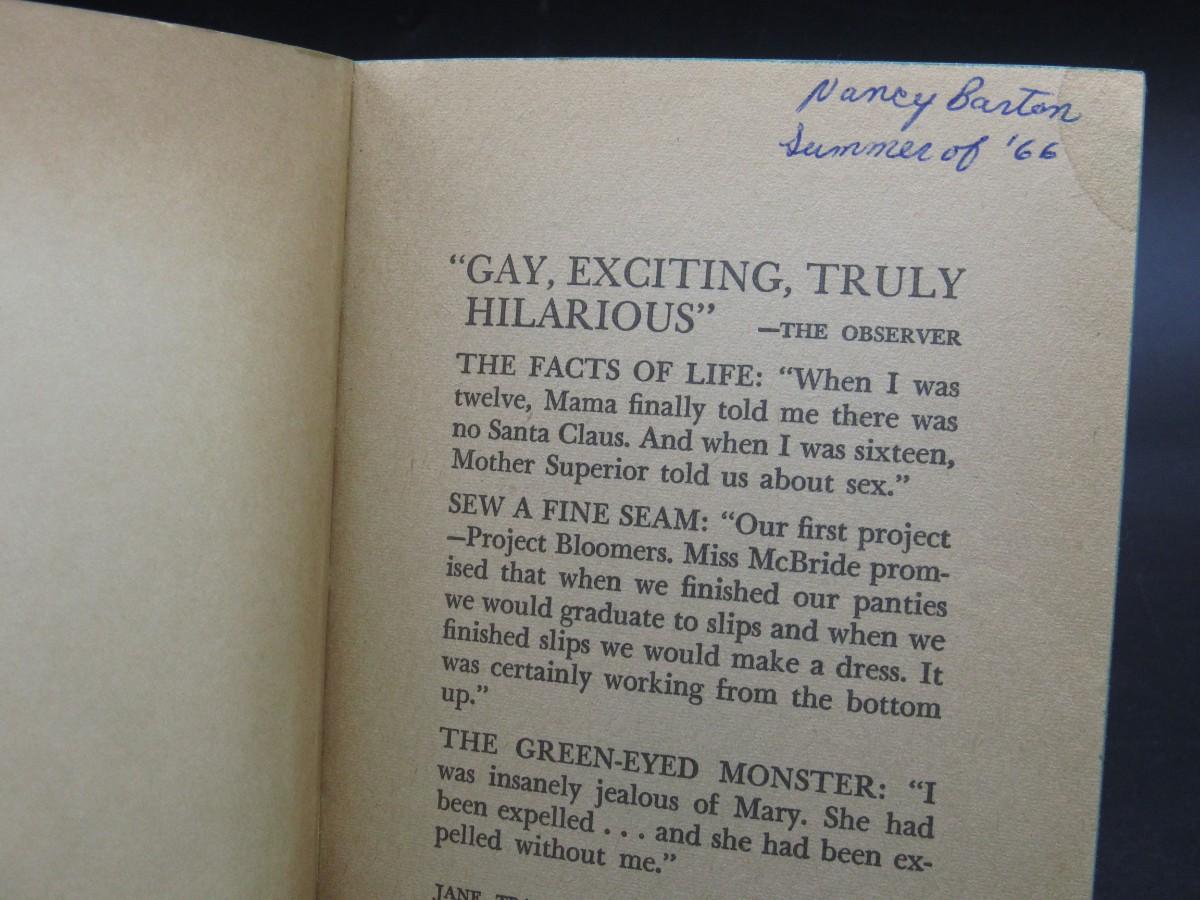 Nancy Barton
Summer of '66
“GAY, EXCITING, TRULY
HILARIOUS” —THE OBSERVER
THE FACTS OF LIFE: “When I was
twelve, Mama finally told me there was
no Santa Claus. And when I was sixteen,
Mother Superior told us about sex.”
SEW A FINE SEAM: “Our first project
—Project Bloomers. Miss McBride prom-
ised that when we finished our panties
we would graduate to slips and when we
finished slips we would make a dress. It
was certainly working from the bottom
up.”
THE GREEN-EYED MONSTER: “I
was insanely jealous of Mary. She had
been expelled . . . and she had been ex-
pelled without me.”
JANE